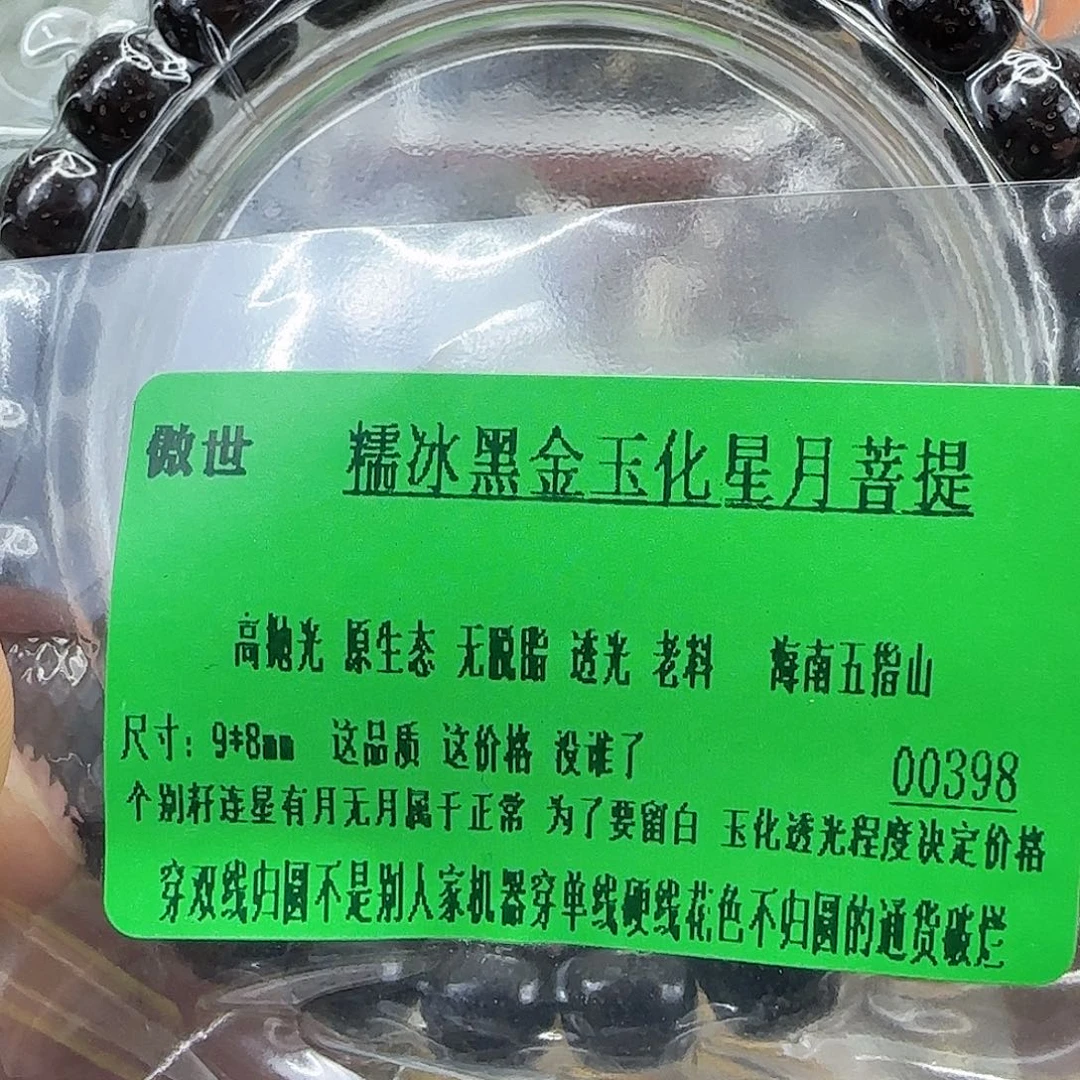 傲世 糯冰黑金玉化星月菩提
高抛光 原生态 无脱脂 透光 老料 海南五指山
尺寸：9*8mm 这品质 这价格 没谁了 00398
个别杆连星有月无月属于正常 为了要留白 玉化透光程度决定价格
穿双线归圆不是别人家机器穿单线硬线花色不归圆的通货破烂